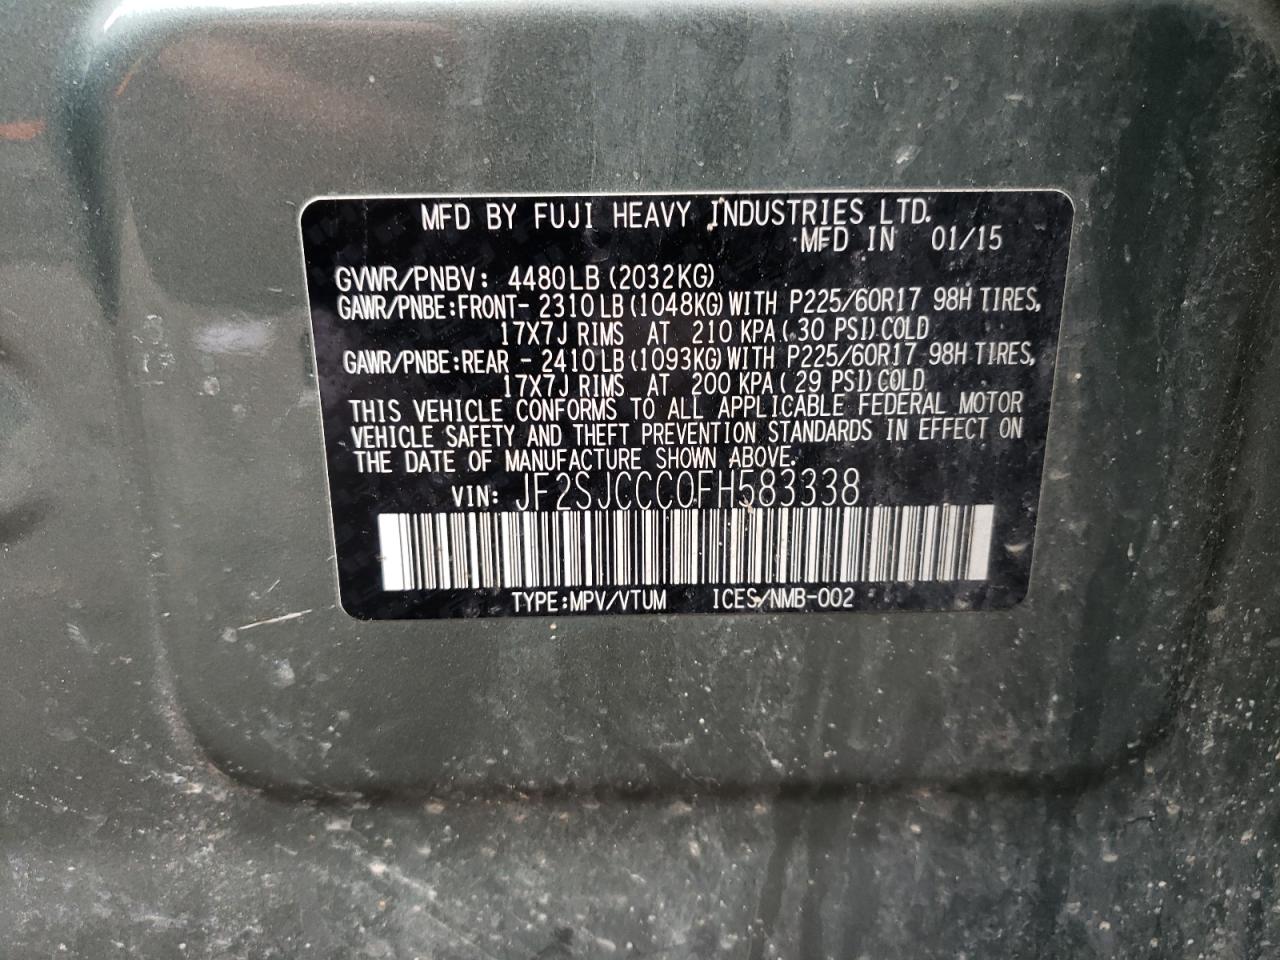 MFD BY FUJI HEAVY INDUSTRIES LTD.
MFD IN 01/15
GVWR/PNBV: 4480LB (2032KG)
GAWR/PNBE:FRONT- 2310LB (1048KG) WITH P225/60R17 98H TIRES,
17X7J RIMS AT 210 KPA ( 30 PSI) COLD
GAWR/PNBE:REAR - 2410LB (1093KG) WITH P225/60R17 98H TIRES,
17X7J RIMS AT 200 KPA ( 29 PSI) COLD
THIS VEHICLE CONFORMS TO ALL APPLICABLE FEDERAL MOTOR
VEHICLE SAFETY AND THEFT PREVENTION STANDARDS IN EFFECT ON
THE DATE OF MANUFACTURE SHOWN ABOVE.
VIN: JF2SJCCC0FH583338
TYPE:MPV/VTUM ICES/NMB-002